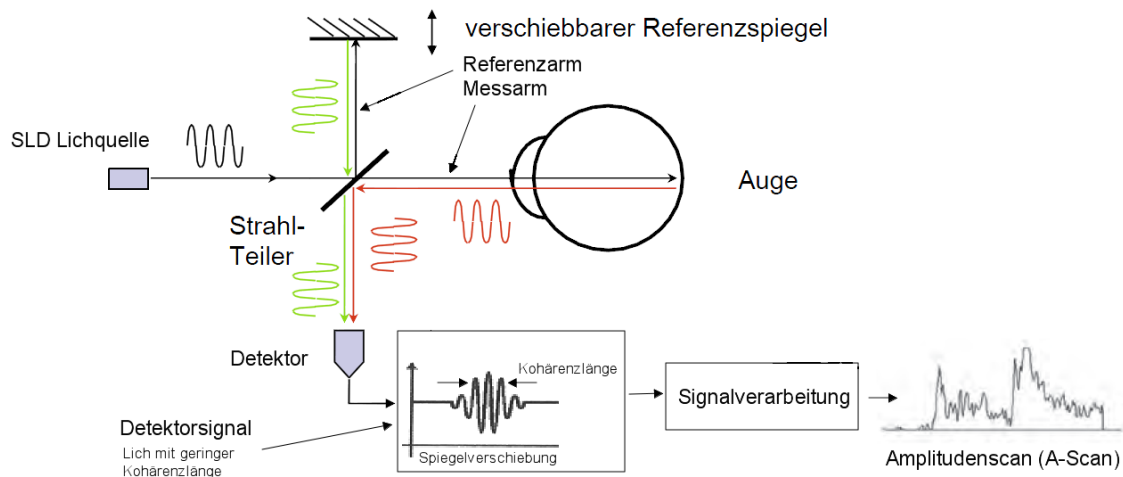 verschiebbarer Referenzspiegel
Referenzarm
Messarm
SLD Lichquelle
Auge
Strahl-
Teiler
Detektor
Kohärenzlänge
Spiegelverschiebung
Signalverarbeitung
Detektorsignal
Lich mit geringer
Kohärenzlänge
Amplitudenscan (A-Scan)